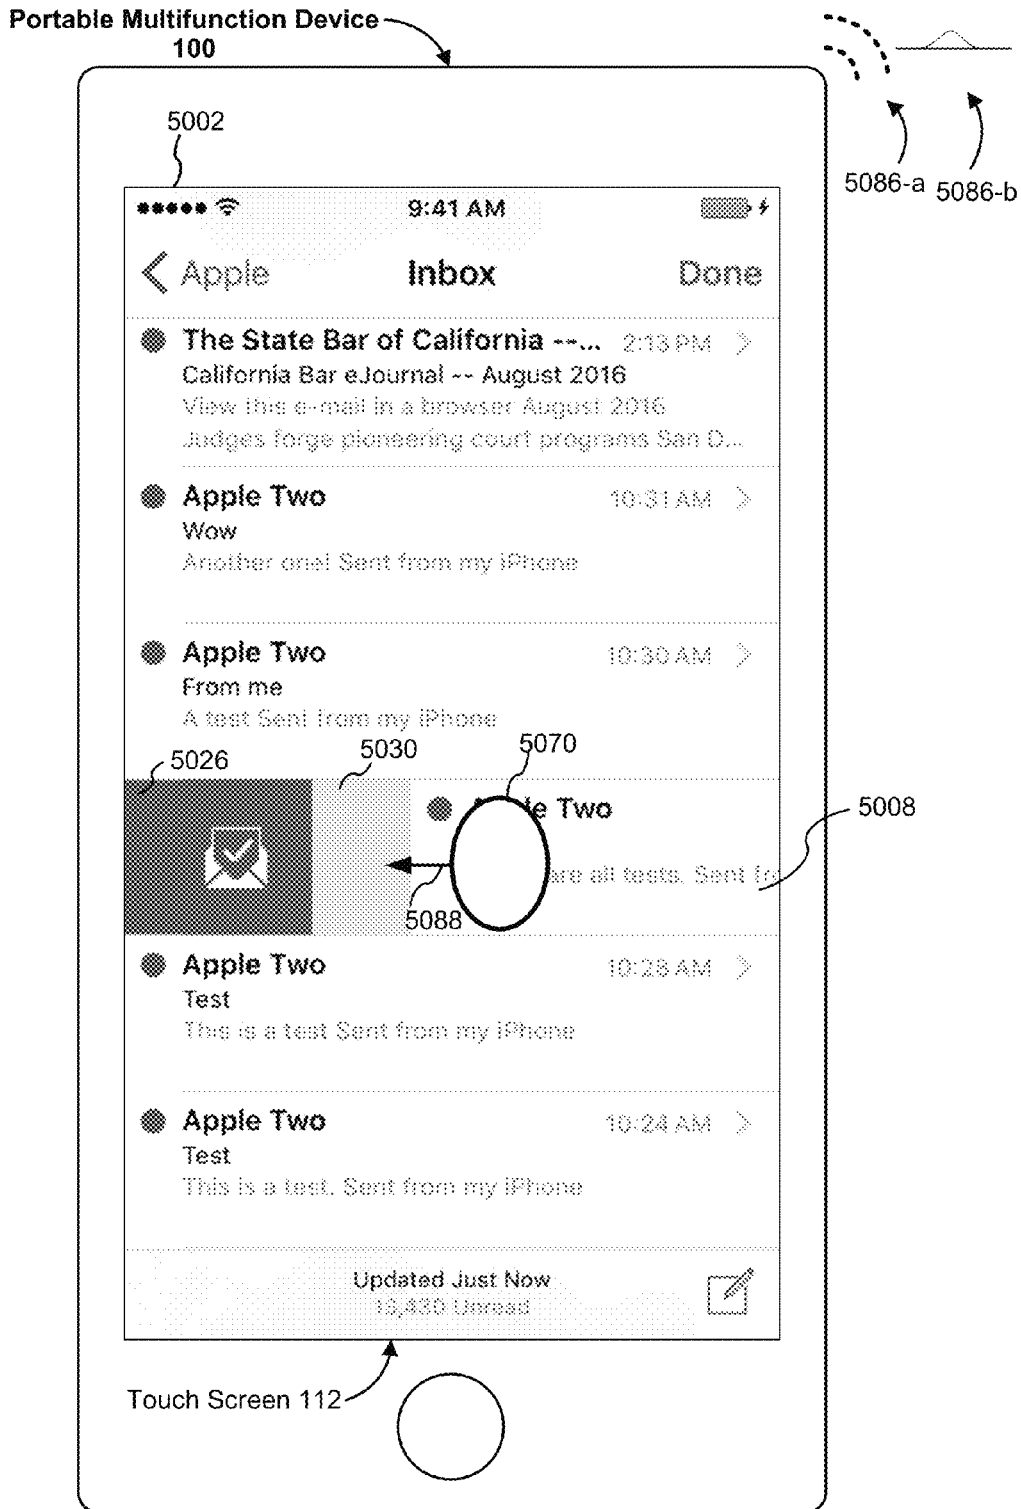 Portable Multifunction Device
100
5086-a
5086-b
5002
9:41 AM
Apple
Inbox
Done
The State Bar of California --... 2:13 PM
California Bar eJournal -- August 2016
View this e-mail in a browser August 2016
Judges forge pioneering court programs San D...
Apple Two 10:31 AM
Wow
Another one! Sent from my iPhone
Apple Two 10:30 AM
From me
A test Sent from my iPhone
5026
5030
5070
Two
5008
are all tests. Sent
5088
Apple Two 10:28 AM
Test
This is a test Sent from my iPhone
Apple Two 10:24 AM
Test
This is a test. Sent from my iPhone
Updated Just Now
Unread
Touch Screen 112